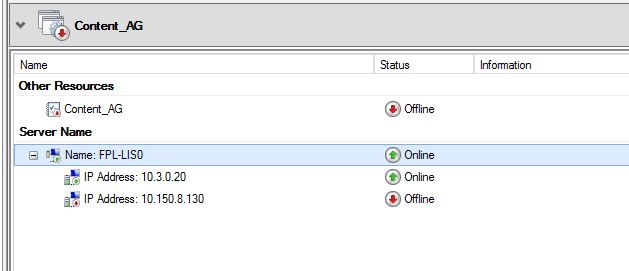 Content_AG
Name Status Information
Other Resources
Content_AG Offline
Server Name
Name: FPL-LIS0 Online
IP Address: 10.3.0.20 Online
IP Address: 10.150.8.130 Offline